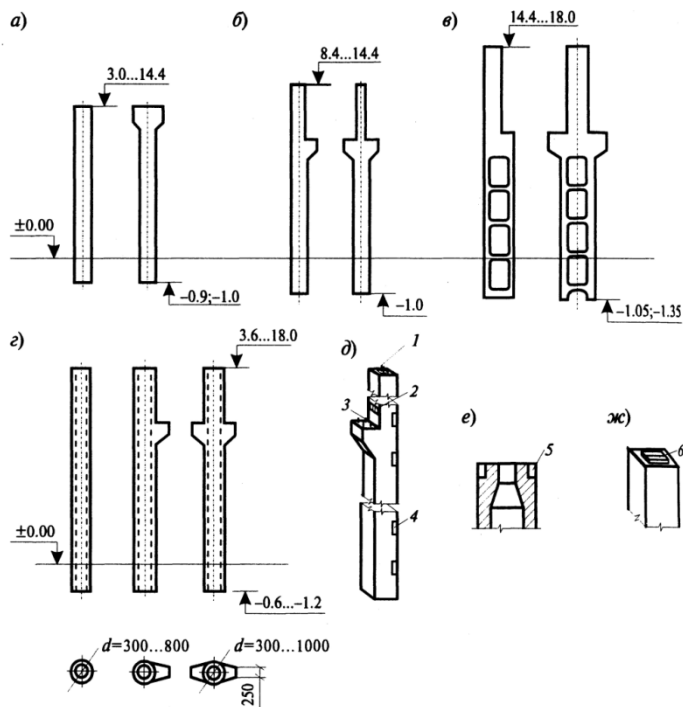 а)
б)
в)
3.0...14.4
8.4...14.4
14.4...18.0
±0.00
−0.9;−1.0
−1.0
−1.05;−1.35
г)
3.6...18.0
д)
1
2
3
е)
5
ж)
6
4
±0.00
−0.6...−1.2
d=300...800
d=300...1000
250